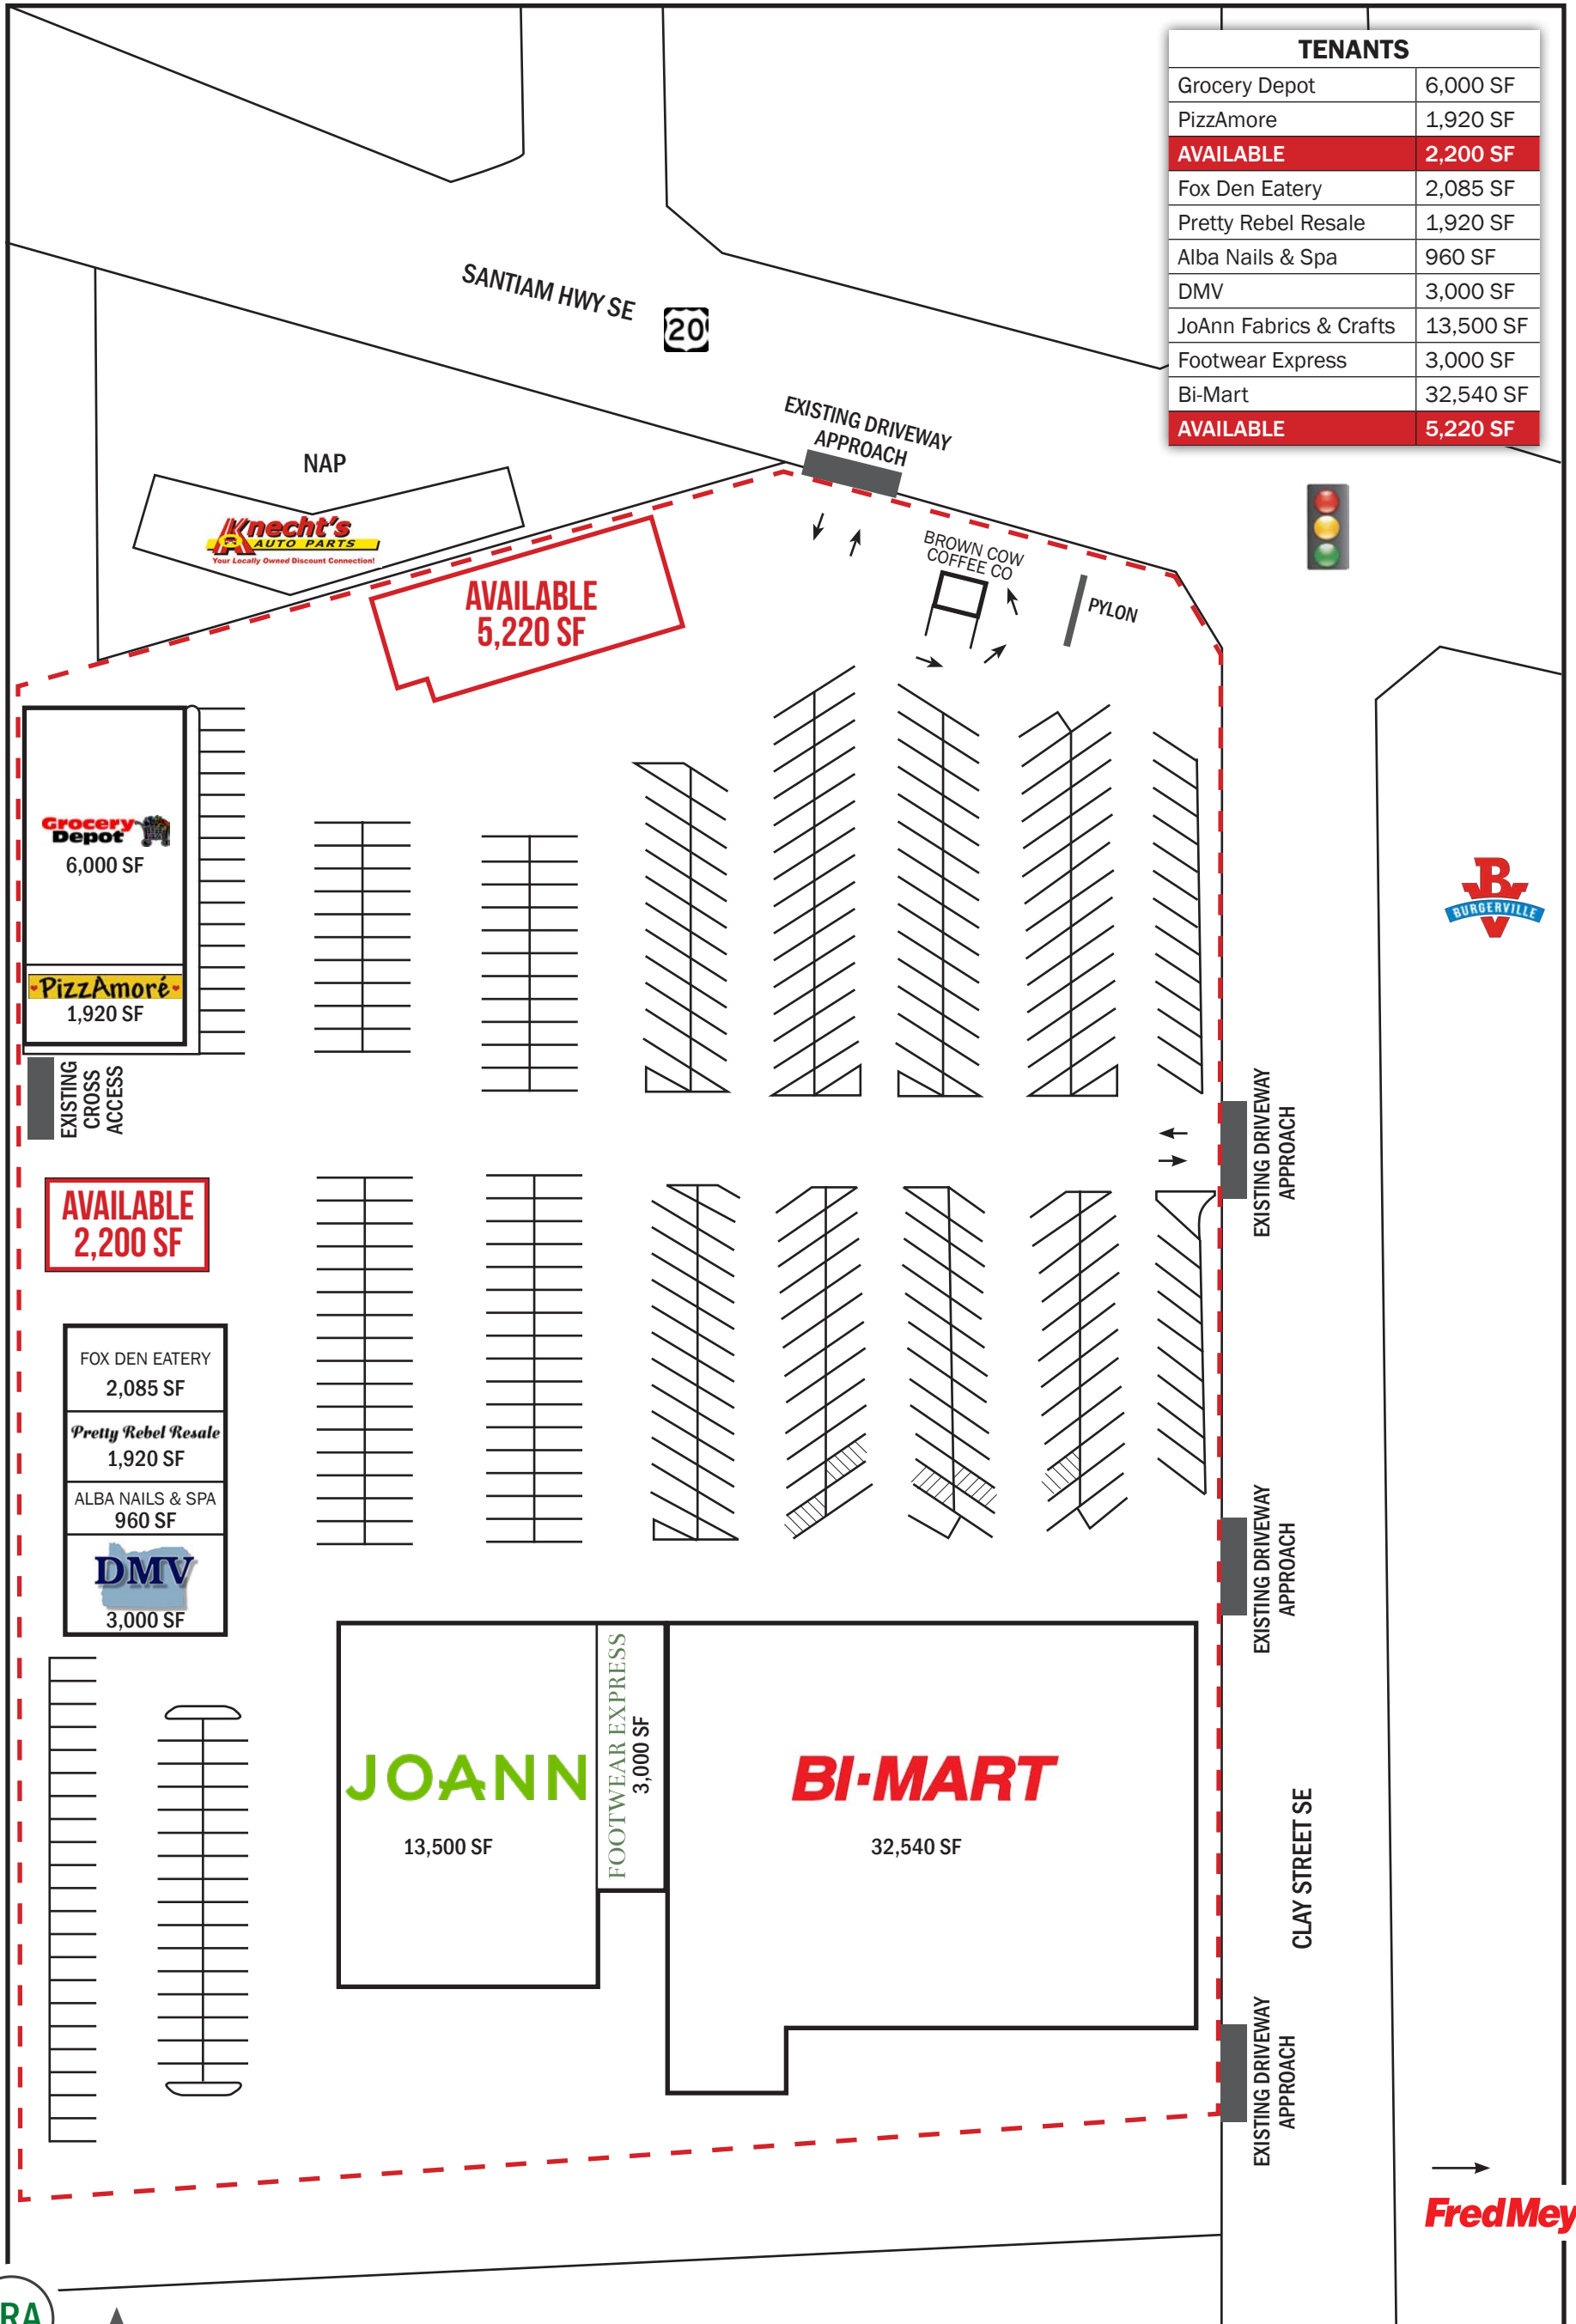 TENANTS
Grocery Depot 6,000 SF
PizzAmore 1,920 SF
AVAILABLE 2,200 SF
Fox Den Eatery 2,085 SF
Pretty Rebel Resale 1,920 SF
Alba Nails & Spa 960 SF
DMV 3,000 SF
JoAnn Fabrics & Crafts 13,500 SF
Footwear Express 3,000 SF
Bi-Mart 32,540 SF
AVAILABLE 5,220 SF
SANTIAM HWY SE
20
EXISTING DRIVEWAY
APPROACH
NAP
Knecht's
AUTO PARTS
Your Locally Owned Discount Connection!
AVAILABLE
5,220 SF
BROWN COW
COFFEE CO
PYLON
Grocery
Depot
6,000 SF
PizzAmoré
1,920 SF
B
BURGERVILLE
V
EXISTING
CROSS
ACCESS
EXISTING DRIVEWAY
APPROACH
AVAILABLE
2,200 SF
FOX DEN EATERY
2,085 SF
Pretty Rebel Resale
1,920 SF
ALBA NAILS & SPA
960 SF
DMV
3,000 SF
EXISTING DRIVEWAY
APPROACH
JOANN
13,500 SF
FOOTWEAR EXPRESS
3,000 SF
BI-MART
32,540 SF
CLAY STREET SE
EXISTING DRIVEWAY
APPROACH
FredMey
RA